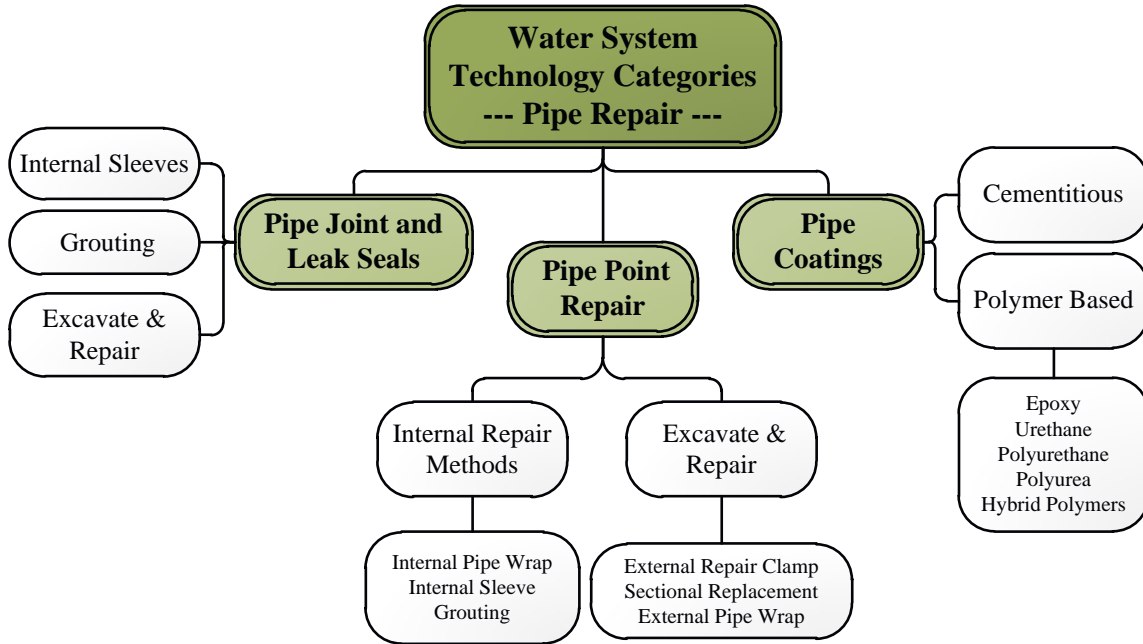 Water System
Technology Categories
--- Pipe Repair ---
Internal Sleeves
Grouting
Excavate &
Repair
Pipe Joint and
Leak Seals
Pipe Point
Repair
Pipe
Coatings
Cementitious
Polymer Based
Epoxy
Urethane
Polyurethane
Polyurea
Hybrid Polymers
Internal Repair
Methods
Excavate &
Repair
Internal Pipe Wrap
Internal Sleeve
Grouting
External Repair Clamp
Sectional Replacement
External Pipe Wrap